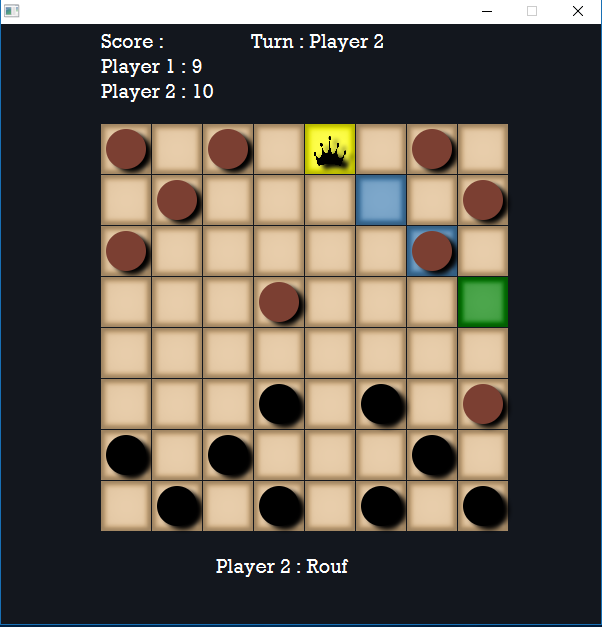 Score : Turn : Player 2
Player 1 : 9
Player 2 : 10
Player 2 : Rouf